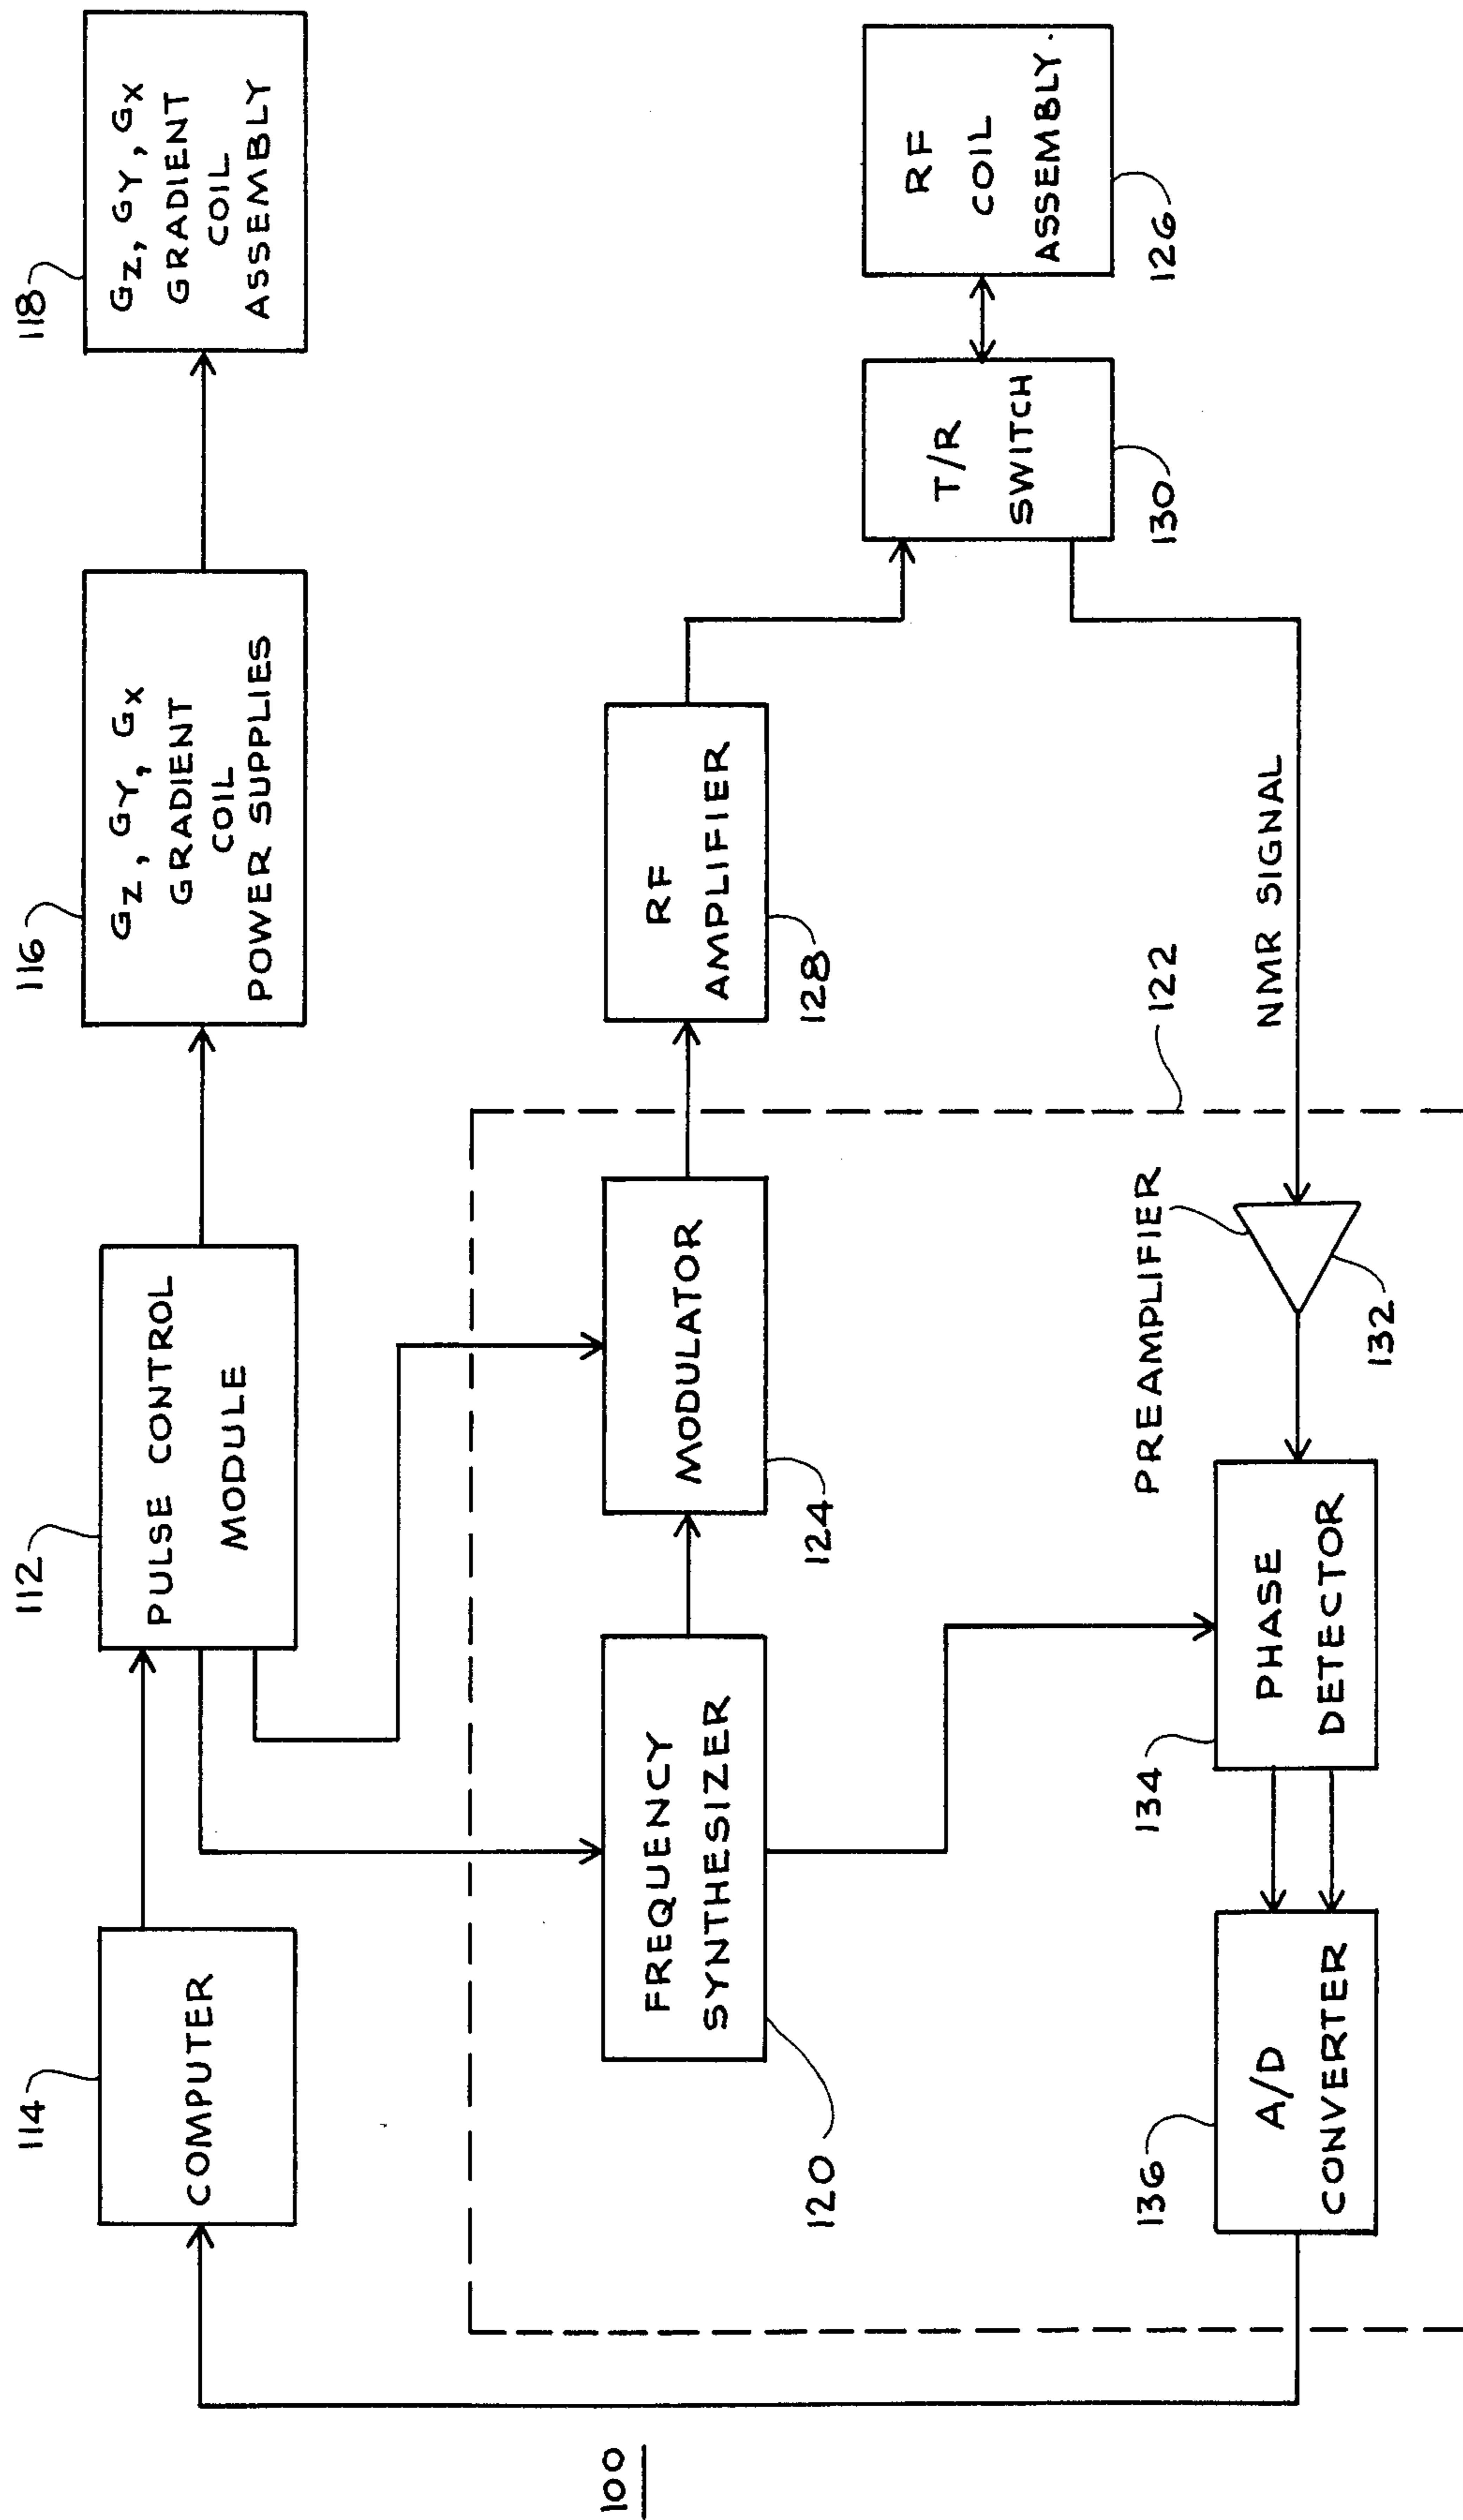 100
114
COMPUTER
112
PULSE CONTROL
MODULE
116
Gz, GY, Gx
GRADIENT
COIL
POWER SUPPLIES
118
Gz, GY, Gx
GRADIENT
COIL
ASSEMBLY
FREQUENCY
SYNTHESIZER
120
MODULATOR
124
RF
AMPLIFIER
128
T/R
SWITCH
130
RF
COIL
ASSEMBLY
126
122
136
A/D
CONVERTER
134
PHASE
DETECTOR
PREAMPLIFIER
132
NMR SIGNAL